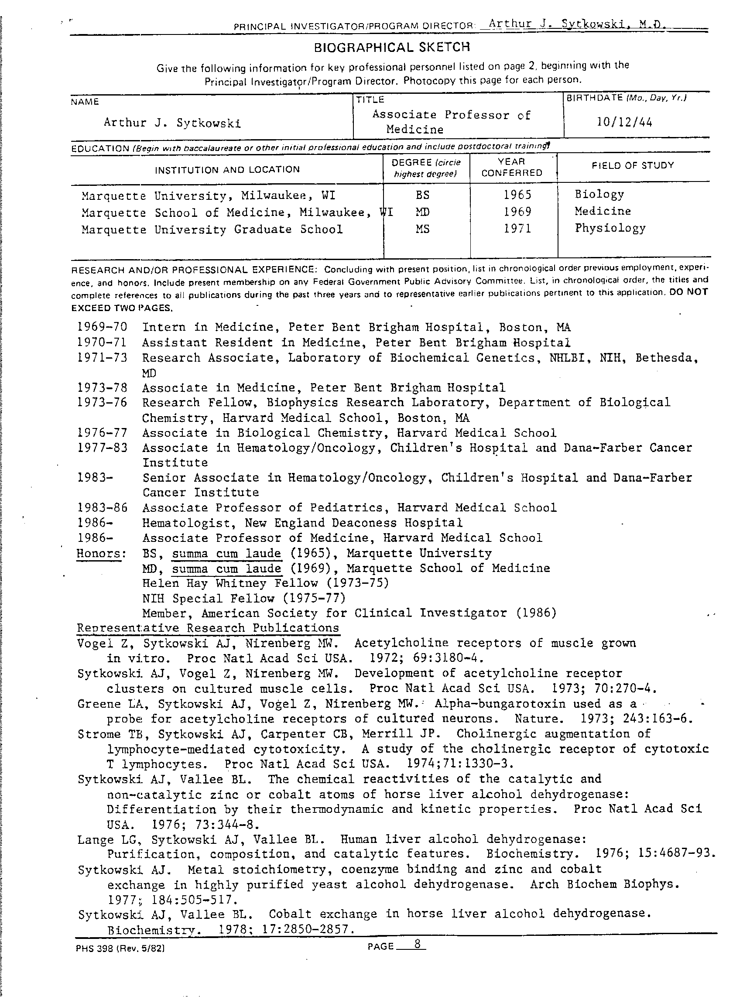 PRINCIPAL INVESTIGATOR/PROGRAM DIRECTOR: Arthur J. Sytkowski, M.D.
BIOGRAPHICAL SKETCH
Give the following information for key professional personnel listed on page 2, beginning with the
Principal Investigator/Program Director. Photocopy this page for each person.
NAME TITLE BIRTHDATE (Mo., Day, Yr.)
Arthur J. Sytkowski Associate Professor of Medicine 10/12/44
EDUCATION (Begin with baccalaureate or other initial professional education and include postdoctoral training)
INSTITUTION AND LOCATION DEGREE (circle highest degree) YEAR CONFERRED FIELD OF STUDY
Marquette University, Milwaukee, WI BS 1965 Biology
Marquette School of Medicine, Milwaukee, WI MD 1969 Medicine
Marquette University Graduate School MS 1971 Physiology
RESEARCH AND/OR PROFESSIONAL EXPERIENCE: Concluding with present position, list in chronological order previous employment, experi-
ence, and honors. Include present membership on any Federal Government Public Advisory Committee. List, in chronological order, the titles and
complete references to all publications during the past three years and to representative earlier publications pertinent to this application. DO NOT
EXCEED TWO PAGES.
1969-70 Intern in Medicine, Peter Bent Brigham Hospital, Boston, MA
1970-71 Assistant Resident in Medicine, Peter Bent Brigham Hospital
1971-73 Research Associate, Laboratory of Biochemical Genetics, NHLBI, NIH, Bethesda,
MD
1973-78 Associate in Medicine, Peter Bent Brigham Hospital
1973-76 Research Fellow, Biophysics Research Laboratory, Department of Biological
Chemistry, Harvard Medical School, Boston, MA
1976-77 Associate in Biological Chemistry, Harvard Medical School
1977-83 Associate in Hematology/Oncology, Children's Hospital and Dana-Farber Cancer
Institute
1983- Senior Associate in Hematology/Oncology, Children's Hospital and Dana-Farber
Cancer Institute
1983-86 Associate Professor of Pediatrics, Harvard Medical School
1986- Hematologist, New England Deaconess Hospital
1986- Associate Professor of Medicine, Harvard Medical School
Honors: BS, summa cum laude (1965), Marquette University
MD, summa cum laude (1969), Marquette School of Medicine
Helen Hay Whitney Fellow (1973-75)
NIH Special Fellow (1975-77)
Member, American Society for Clinical Investigator (1986)
Representative Research Publications
Vogel Z, Sytkowski AJ, Nirenberg MW. Acetylcholine receptors of muscle grown
in vitro. Proc Natl Acad Sci USA. 1972; 69:3180-4.
Sytkowski AJ, Vogel Z, Nirenberg MW. Development of acetylcholine receptor
clusters on cultured muscle cells. Proc Natl Acad Sci USA. 1973; 70:270-4.
Greene LA, Sytkowski AJ, Vogel Z, Nirenberg MW. Alpha-bungarotoxin used as a
probe for acetylcholine receptors of cultured neurons. Nature. 1973; 243:163-6.
Strome TB, Sytkowski AJ, Carpenter CB, Merrill JP. Cholinergic augmentation of
lymphocyte-mediated cytotoxicity. A study of the cholinergic receptor of cytotoxic
T lymphocytes. Proc Natl Acad Sci USA. 1974;71:1330-3.
Sytkowski AJ, Vallee BL. The chemical reactivities of the catalytic and
non-catalytic zinc or cobalt atoms of horse liver alcohol dehydrogenase:
Differentiation by their thermodynamic and kinetic properties. Proc Natl Acad Sci
USA. 1976; 73:344-8.
Lange LG, Sytkowski AJ, Vallee BL. Human liver alcohol dehydrogenase:
Purification, composition, and catalytic features. Biochemistry. 1976; 15:4687-93.
Sytkowski AJ. Metal stoichiometry, coenzyme binding and zinc and cobalt
exchange in highly purified yeast alcohol dehydrogenase. Arch Biochem Biophys.
1977; 184:505-517.
Sytkowski AJ, Vallee BL. Cobalt exchange in horse liver alcohol dehydrogenase.
Biochemistry. 1978; 17:2850-2857.
PHS 398 (Rev. 5/82) PAGE 8